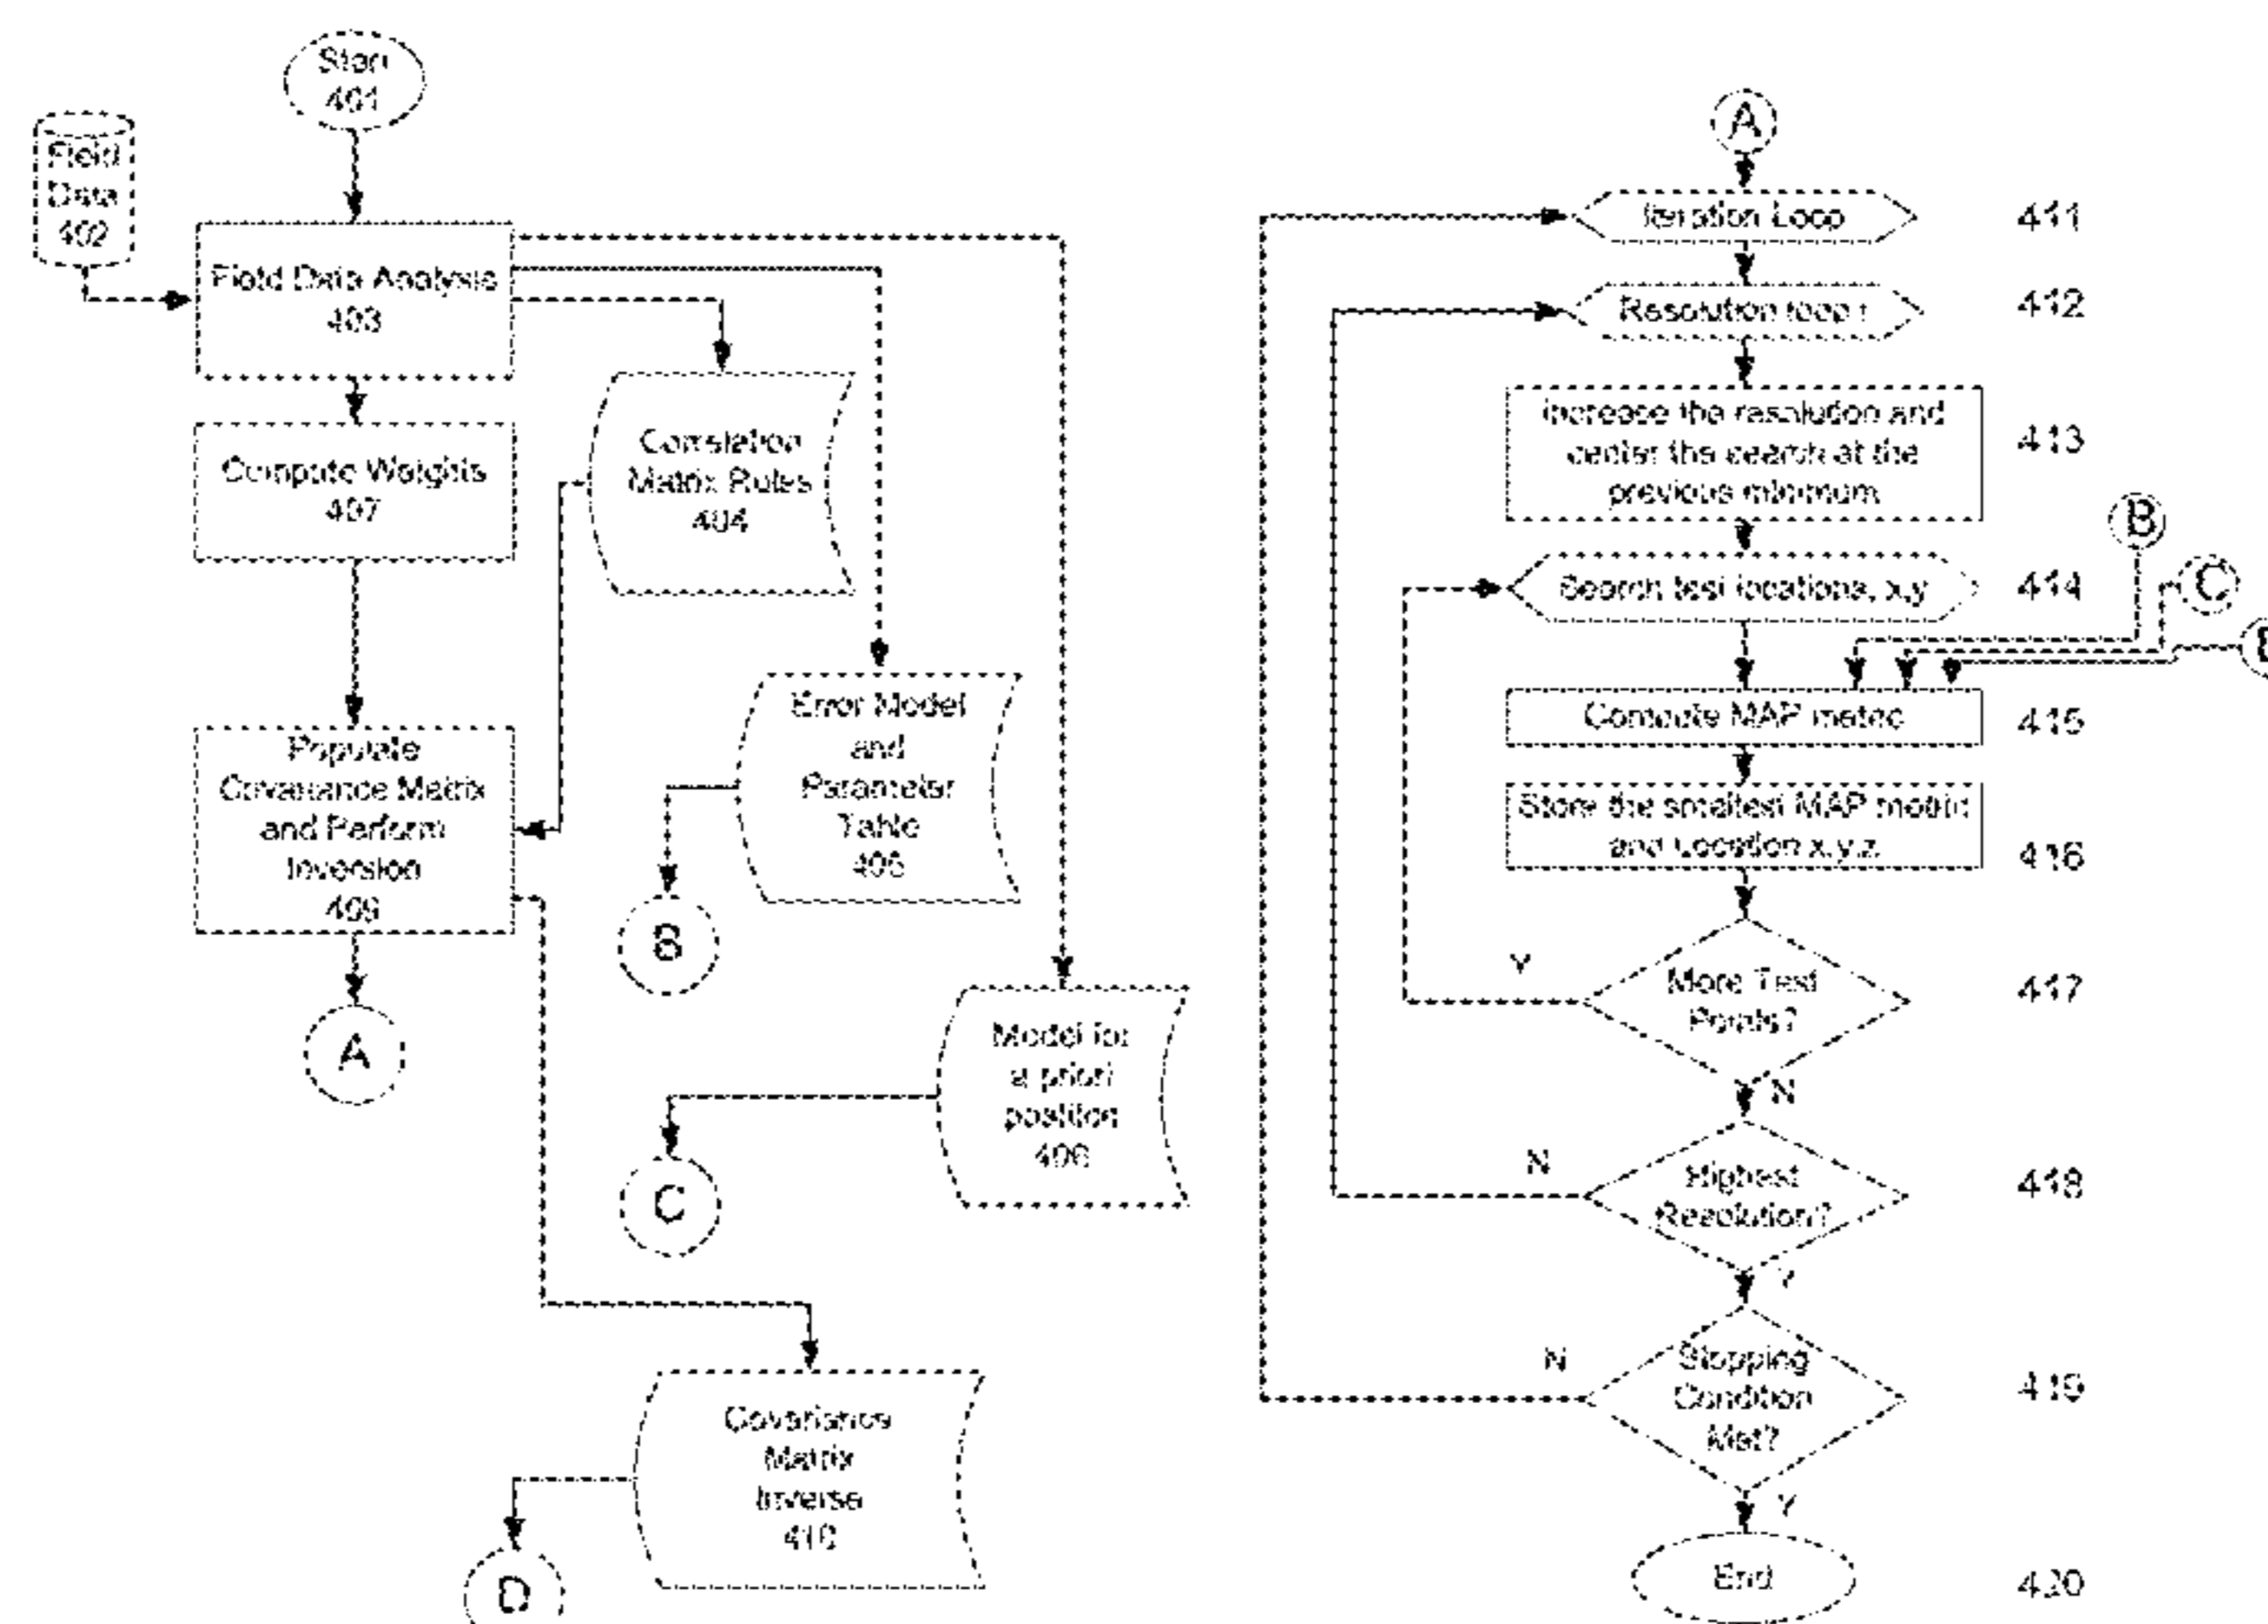 Start
401
Field
Data
402
Field Data Analysis
403
Compute Weights
407
Correlation
Matrix Rules
404
Populate
Covariance Matrix
and Perform
Inversion
409
Error Model
and
Parameter
Table
405
B
A
Model for
a priori
position
406
C
Covariance
Matrix
Inverse
410
D
A
Iteration Loop
411
Resolution loop r
412
Increase the resolution and
center the search at the
previous minimum
413
B
Search test locations, x,y
414
C
Compute MAP metric
415
Store the smallest MAP metric
and Location x,y,z
416
Y
More Test
Points?
417
N
N
Highest
Resolution?
418
Y
N
Stopping
Condition
Met?
419
Y
End
420